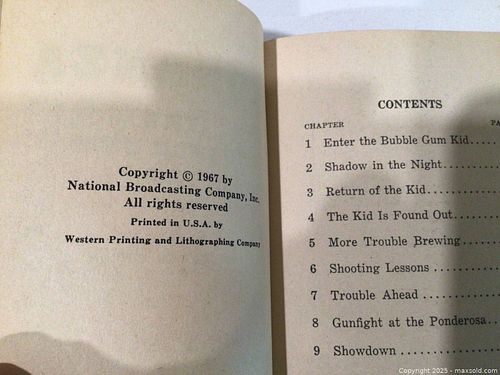 Copyright © 1967 by
National Broadcasting Company, Inc.
All rights reserved
Printed in U.S.A. by
Western Printing and Lithographing Company
CONTENTS
CHAPTER PA
1 Enter the Bubble Gum Kid.....
2 Shadow in the Night.......
3 Return of the Kid.........
4 The Kid Is Found Out.......
5 More Trouble Brewing......
6 Shooting Lessons ..........
7 Trouble Ahead ...........
8 Gunfight at the Ponderosa..
9 Showdown ..............
Copyright 2025 - maxsold.com